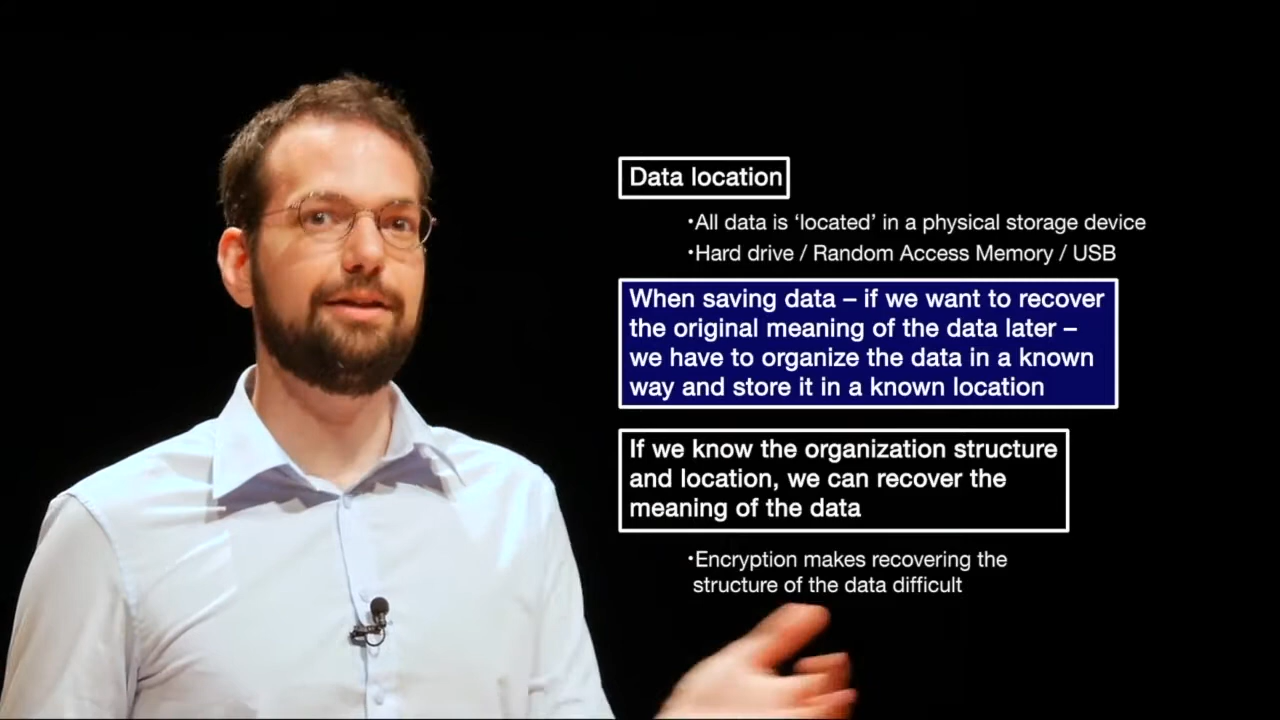 Data location
•All data is ‘located’ in a physical storage device
•Hard drive / Random Access Memory / USB
When saving data – if we want to recover
the original meaning of the data later –
we have to organize the data in a known
way and store it in a known location
If we know the organization structure
and location, we can recover the
meaning of the data
•Encryption makes recovering the
structure of the data difficult